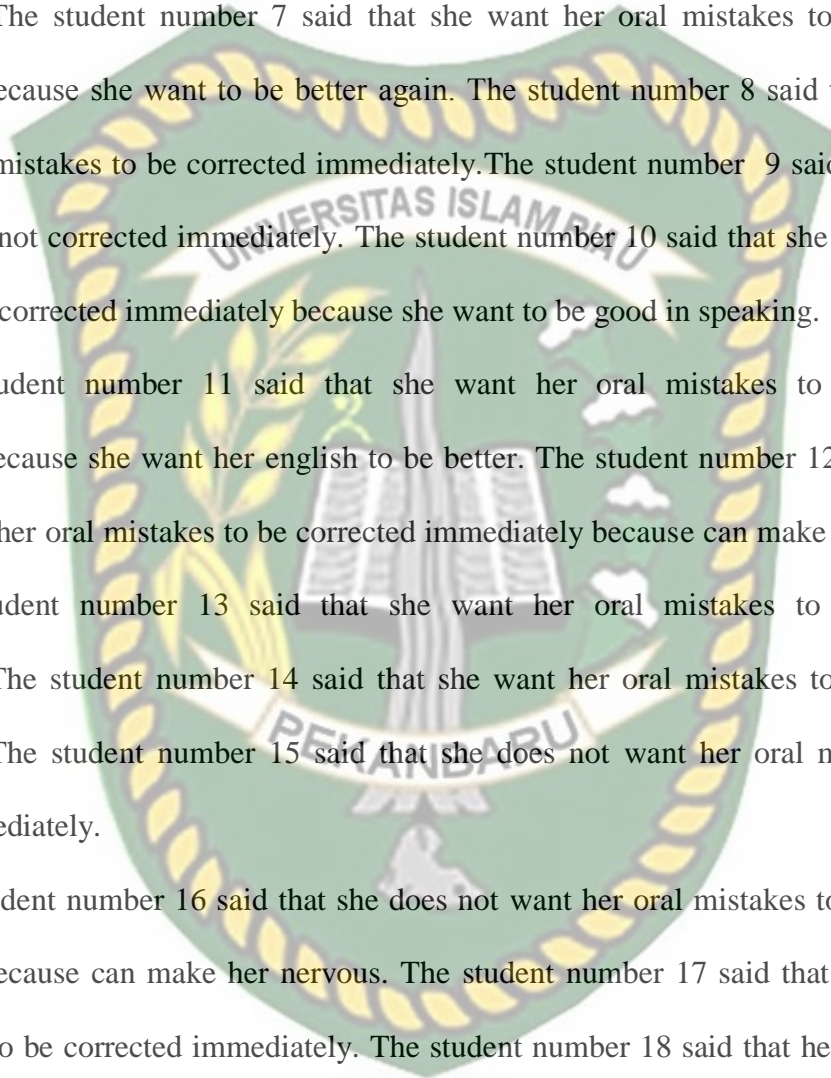 The student number 7 said that she want her oral mistakes to
ecause she want to be better again. The student number 8 said
mistakes to be corrected immediately.The student number 9 said
UNIVERSITAS ISLAM RIAU
not corrected immediately. The student number 10 said that she
corrected immediately because she want to be good in speaking.
udent number 11 said that she want her oral mistakes to
ecause she want her english to be better. The student number 12
her oral mistakes to be corrected immediately because can make
udent number 13 said that she want her oral mistakes to
The student number 14 said that she want her oral mistakes to
PEKANBARU
The student number 15 said that she does not want her oral m
ediately.
dent number 16 said that she does not want her oral mistakes to
ecause can make her nervous. The student number 17 said that
o be corrected immediately. The student number 18 said that he